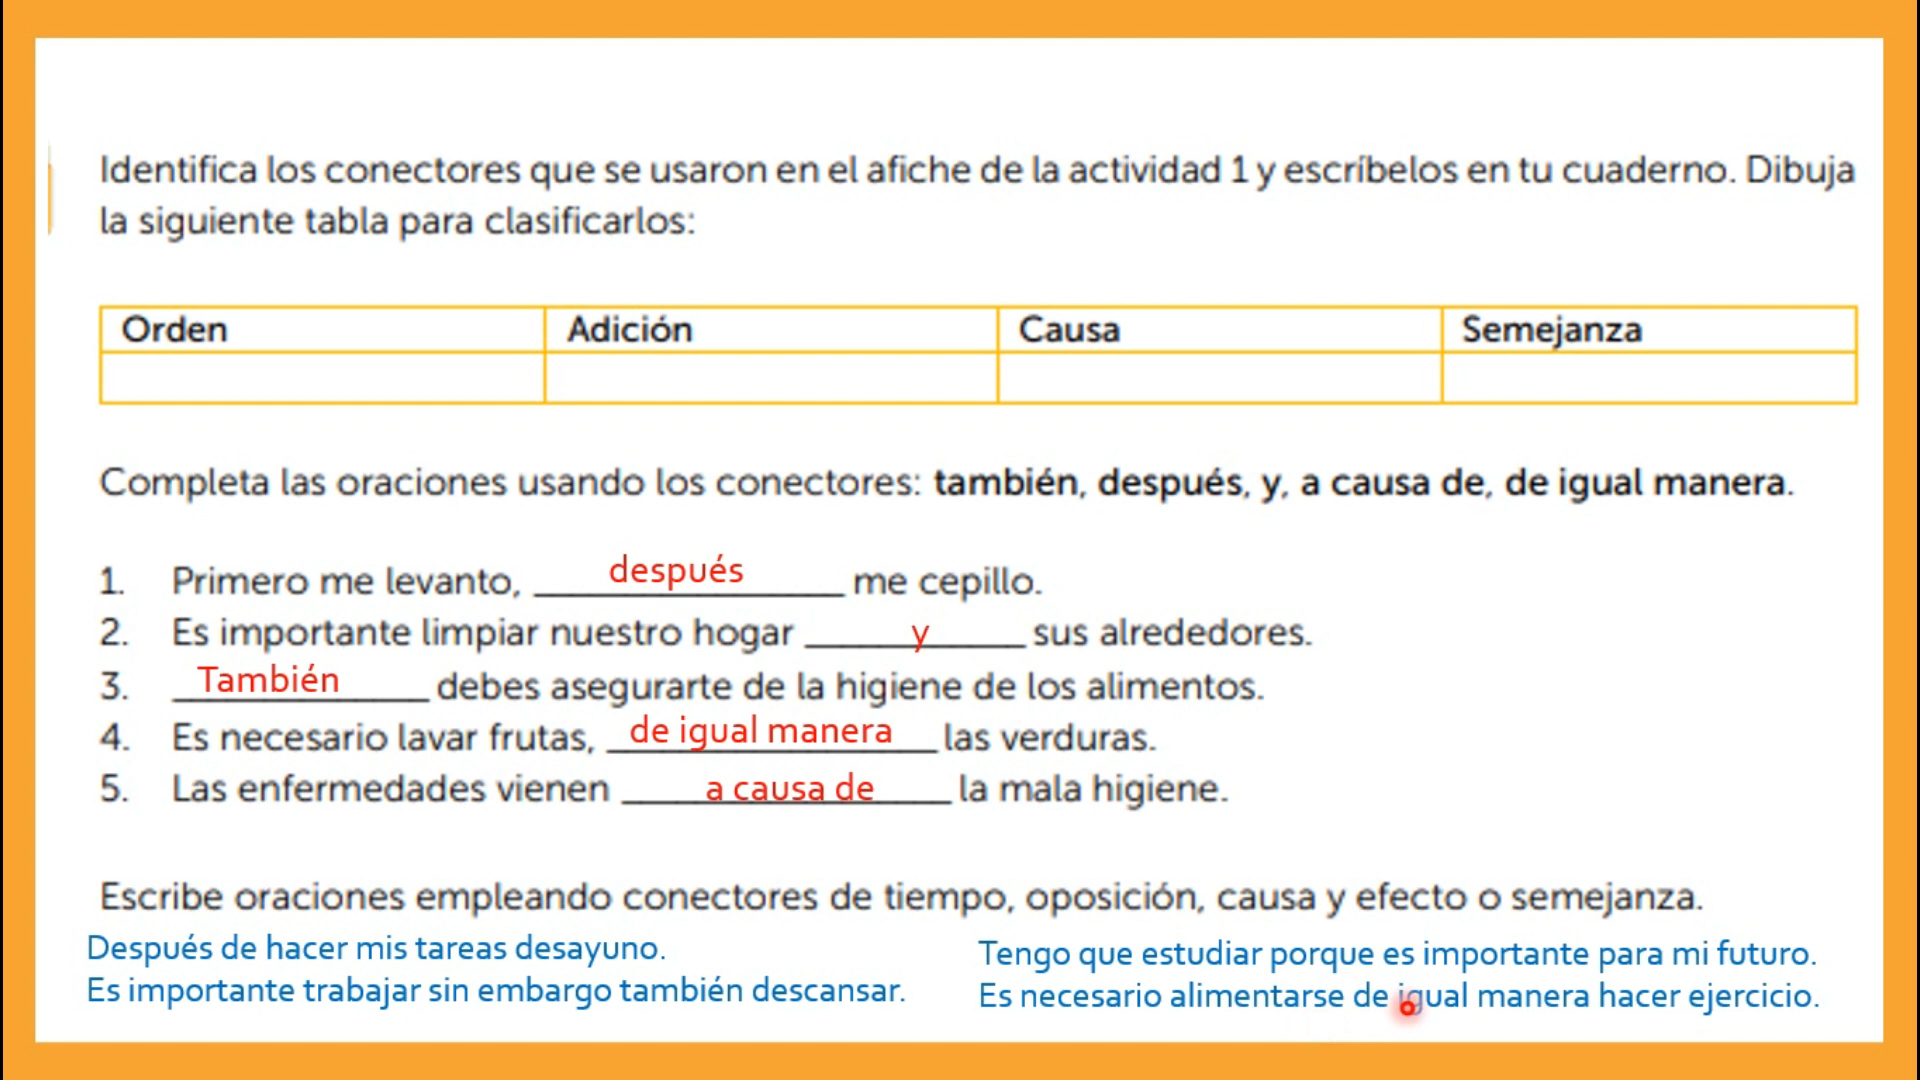 Identifica los conectores que se usaron en el afiche de la actividad 1 y escríbelos en tu cuaderno. Dibuja
la siguiente tabla para clasificarlos:
Orden Adición Causa Semejanza
Completa las oraciones usando los conectores: también, después, y, a causa de, de igual manera.
1. Primero me levanto, después me cepillo.
2. Es importante limpiar nuestro hogar y sus alrededores.
3. También debes asegurarte de la higiene de los alimentos.
4. Es necesario lavar frutas, de igual manera las verduras.
5. Las enfermedades vienen a causa de la mala higiene.
Escribe oraciones empleando conectores de tiempo, oposición, causa y efecto o semejanza.
Después de hacer mis tareas desayuno.
Es importante trabajar sin embargo también descansar.
Tengo que estudiar porque es importante para mi futuro.
Es necesario alimentarse de igual manera hacer ejercicio.